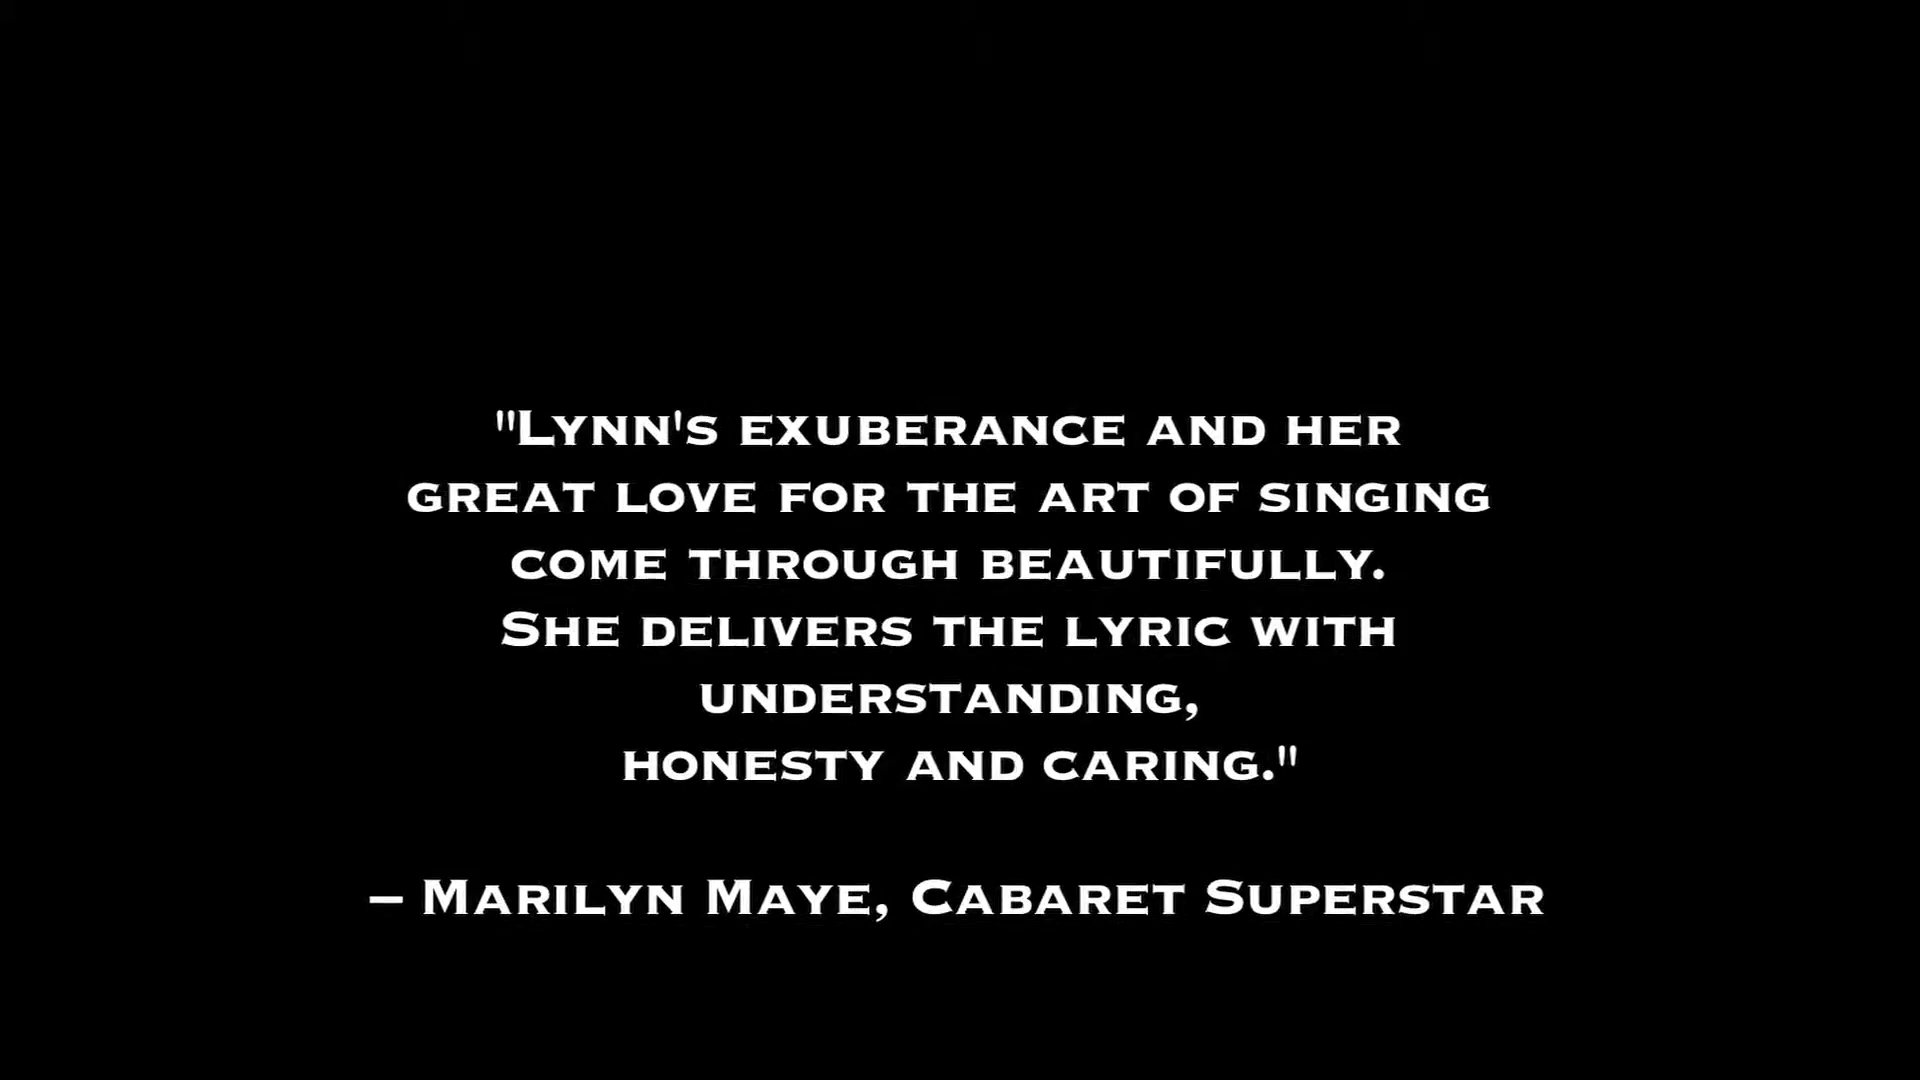 "Lynn's exuberance and her
great love for the art of singing
come through beautifully.
She delivers the lyric with
understanding,
honesty and caring."
– Marilyn Maye, Cabaret Superstar